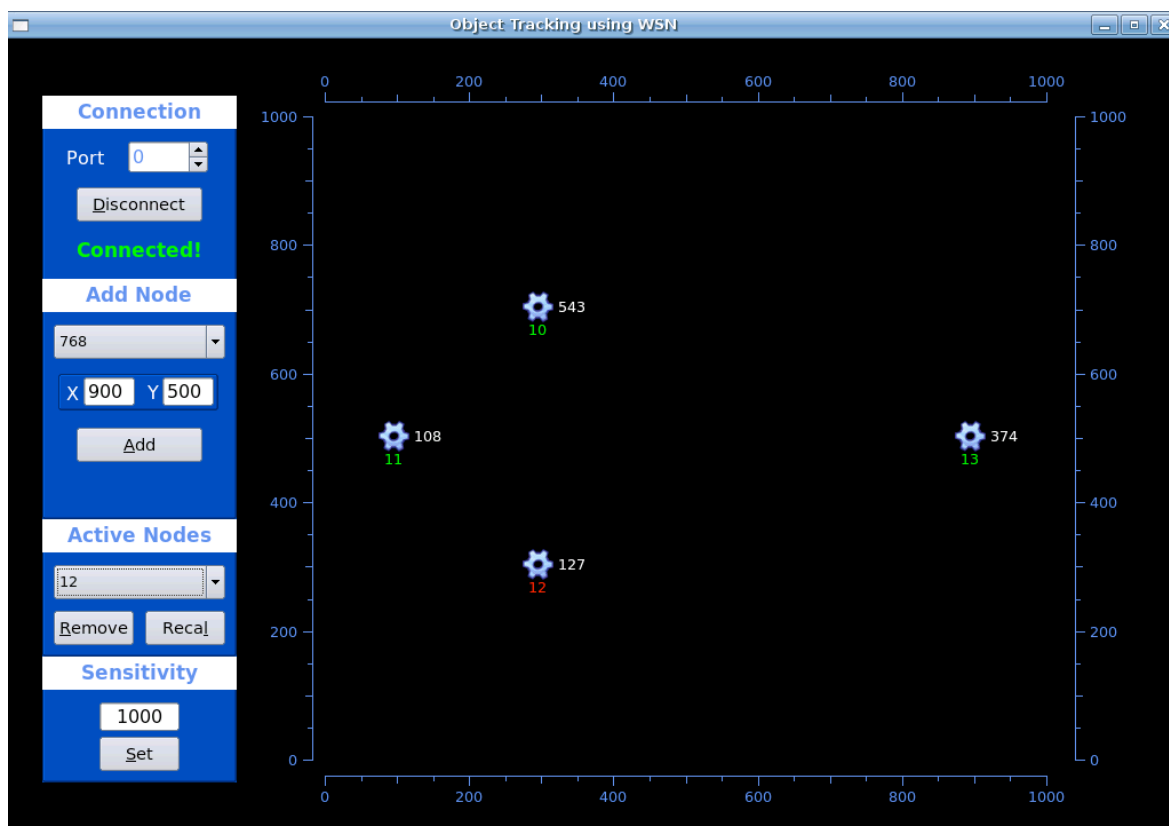 Object Tracking using WSN
Connection
Port 0
Disconnect
Connected!
Add Node
768
X 900 Y 500
Add
Active Nodes
12
Remove Recal
Sensitivity
1000
Set
0 200 400 600 800 1000
1000 1000
800 800
543
10
600 600
108 374
11 13
400 400
127
12
200 200
0 0
0 200 400 600 800 1000